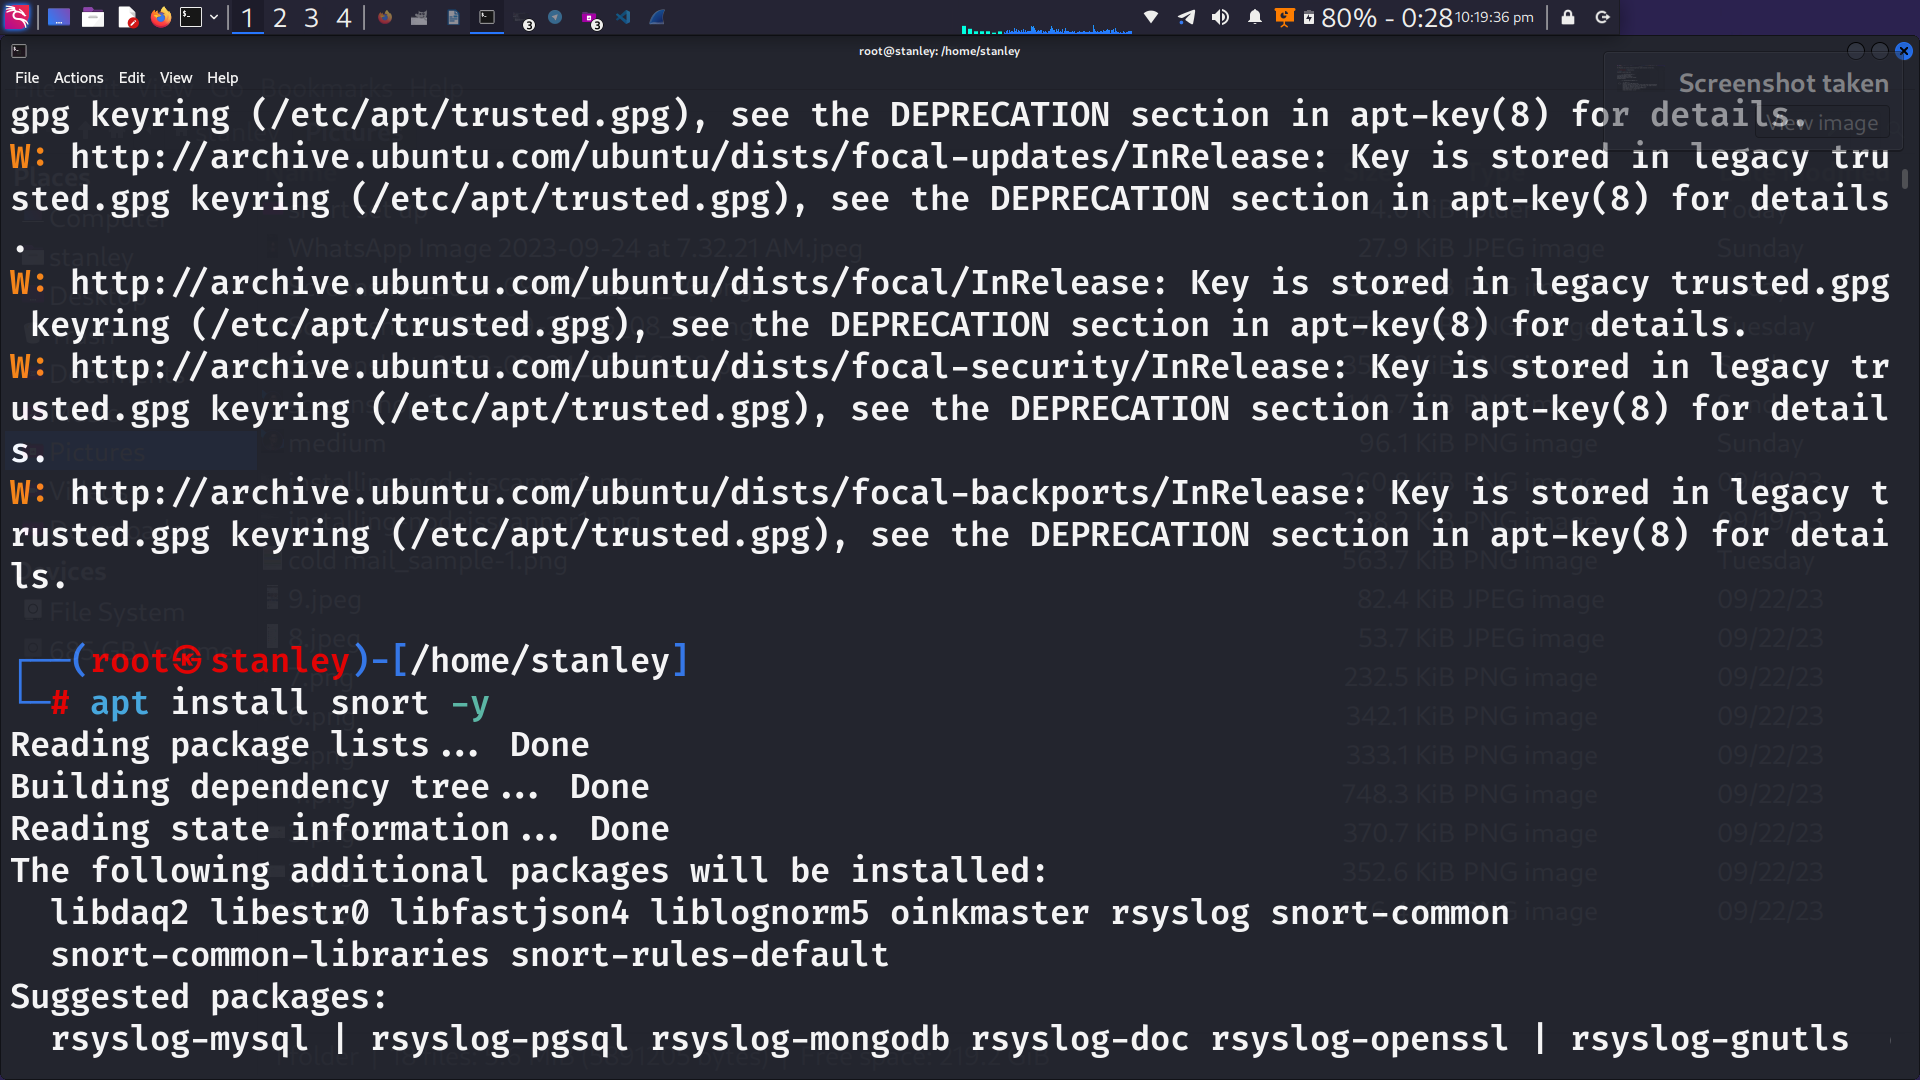 1 2 3 4 3 3 80% - 0:28 10:19:36 pm
root@stanley: /home/stanley
File Actions Edit View Help
Screenshot taken
View image
gpg keyring (/etc/apt/trusted.gpg), see the DEPRECATION section in apt-key(8) for details.
W: http://archive.ubuntu.com/ubuntu/dists/focal-updates/InRelease: Key is stored in legacy tru
sted.gpg keyring (/etc/apt/trusted.gpg), see the DEPRECATION section in apt-key(8) for details
.
W: http://archive.ubuntu.com/ubuntu/dists/focal/InRelease: Key is stored in legacy trusted.gpg
keyring (/etc/apt/trusted.gpg), see the DEPRECATION section in apt-key(8) for details.
W: http://archive.ubuntu.com/ubuntu/dists/focal-security/InRelease: Key is stored in legacy tr
usted.gpg keyring (/etc/apt/trusted.gpg), see the DEPRECATION section in apt-key(8) for detail
s.
W: http://archive.ubuntu.com/ubuntu/dists/focal-backports/InRelease: Key is stored in legacy t
rusted.gpg keyring (/etc/apt/trusted.gpg), see the DEPRECATION section in apt-key(8) for detai
ls.
┌──(root㉿stanley)-[/home/stanley]
└─# apt install snort -y
Reading package lists... Done
Building dependency tree... Done
Reading state information... Done
The following additional packages will be installed:
libdaq2 libestr0 libfastjson4 liblognorm5 oinkmaster rsyslog snort-common
snort-common-libraries snort-rules-default
Suggested packages:
rsyslog-mysql | rsyslog-pgsql rsyslog-mongodb rsyslog-doc rsyslog-openssl | rsyslog-gnutls